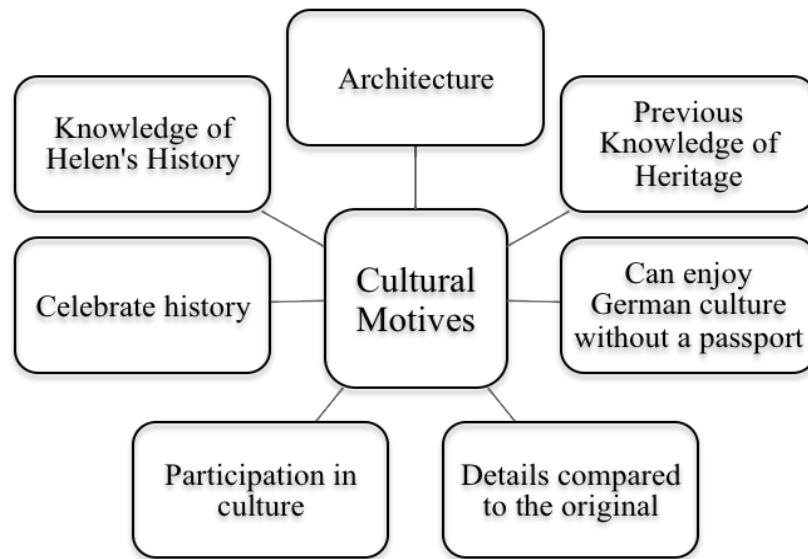 Architecture
Knowledge of
Helen's History
Previous
Knowledge of
Heritage
Cultural
Motives
Celebrate history
Can enjoy
German culture
without a passport
Participation in
culture
Details compared
to the original